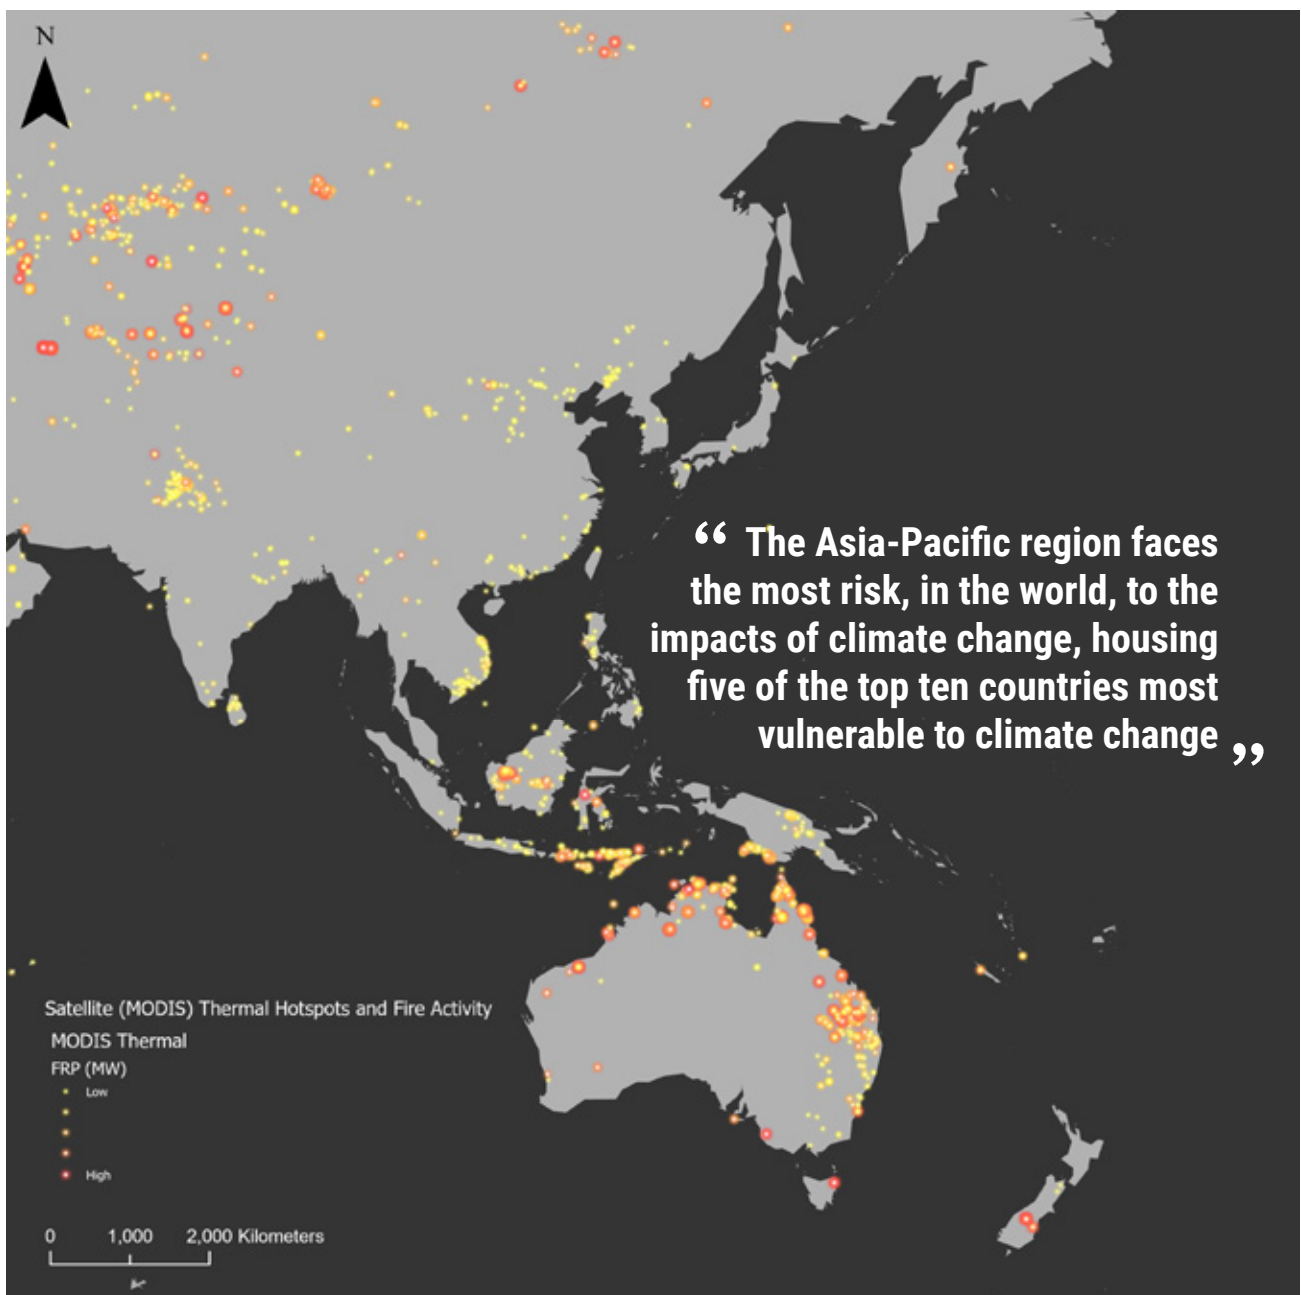 N
“ The Asia-Pacific region faces
the most risk, in the world, to the
impacts of climate change, housing
five of the top ten countries most
vulnerable to climate change ”
Satellite (MODIS) Thermal Hotspots and Fire Activity
MODIS Thermal
FRP (MW)
Low
High
0 1,000 2,000 Kilometers